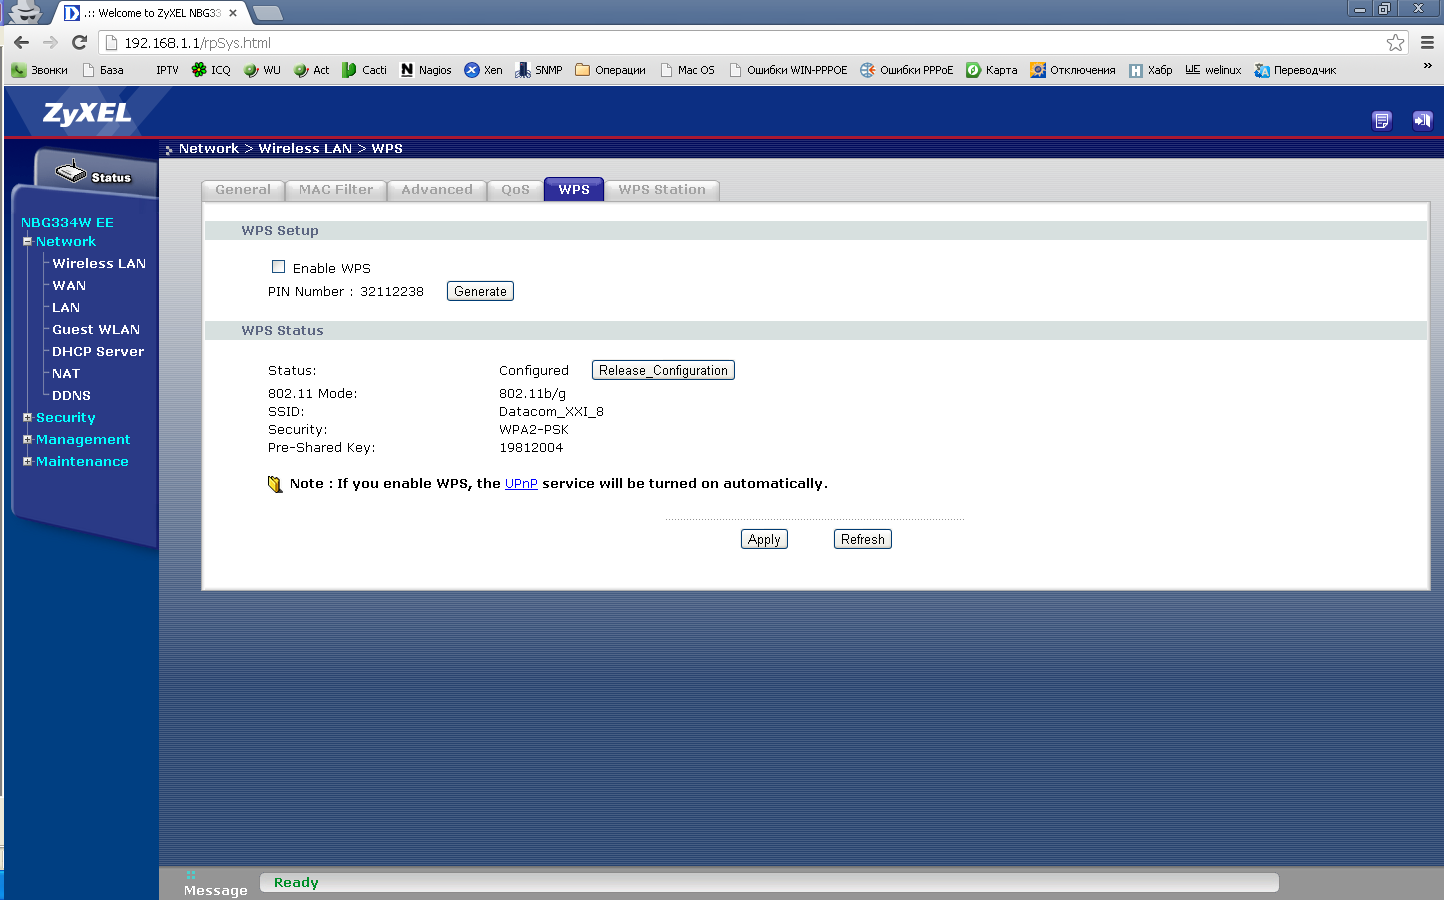 .::: Welcome to ZyXEL NBG33
192.168.1.1/rpSys.html
Звонки База IPTV ICQ WU Act Cacti Nagios Xen SNMP Операции Mac OS Ошибки WIN-PPPOE Ошибки PPPoE Карта Отключения Хабр welinux Переводчик »
ZyXEL
Network > Wireless LAN > WPS
Status
General MAC Filter Advanced QoS WPS WPS Station
NBG334W EE
Network
Wireless LAN
WAN
LAN
Guest WLAN
DHCP Server
NAT
DDNS
Security
Management
Maintenance
WPS Setup
Enable WPS
PIN Number : 32112238 Generate
WPS Status
Status: Configured Release_Configuration
802.11 Mode: 802.11b/g
SSID: Datacom_XXI_8
Security: WPA2-PSK
Pre-Shared Key: 19812004
Note : If you enable WPS, the UPnP service will be turned on automatically.
Apply Refresh
Message Ready